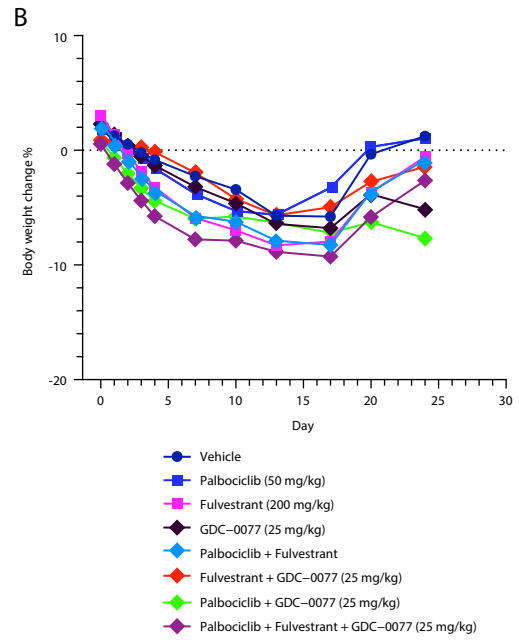 B
10
0
-10
-20
Body weight change %
0 5 10 15 20 25 30
Day
Vehicle
Palbociclib (50 mg/kg)
Fulvestrant (200 mg/kg)
GDC−0077 (25 mg/kg)
Palbociclib + Fulvestrant
Fulvestrant + GDC−0077 (25 mg/kg)
Palbociclib + GDC−0077 (25 mg/kg)
Palbociclib + Fulvestrant + GDC−0077 (25 mg/kg)